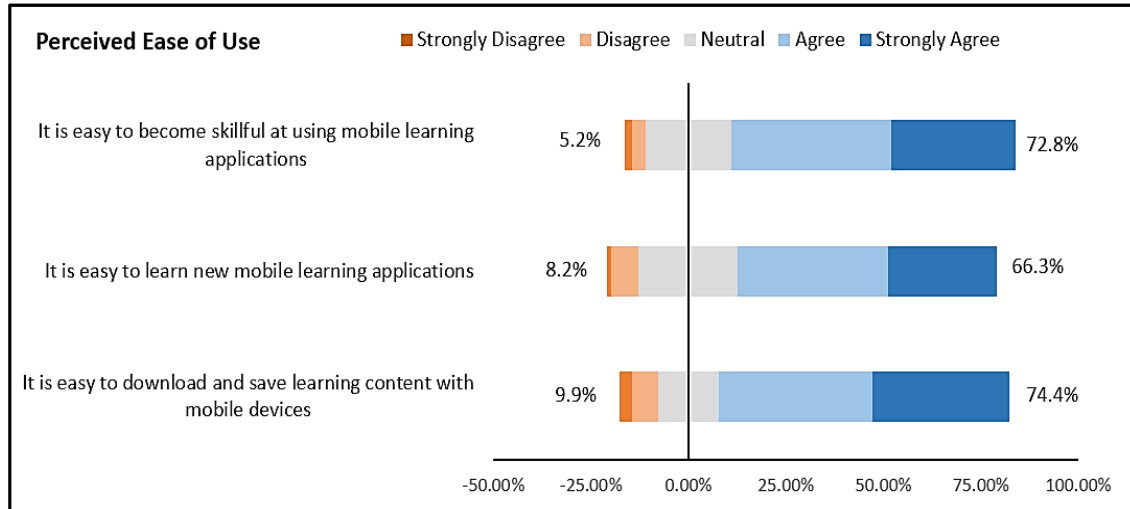 Perceived Ease of Use
Strongly Disagree Disagree Neutral Agree Strongly Agree
It is easy to become skillful at using mobile learning
applications
5.2%
72.8%
It is easy to learn new mobile learning applications
8.2%
66.3%
It is easy to download and save learning content with
mobile devices
9.9%
74.4%
-50.00% -25.00% 0.00% 25.00% 50.00% 75.00% 100.00%